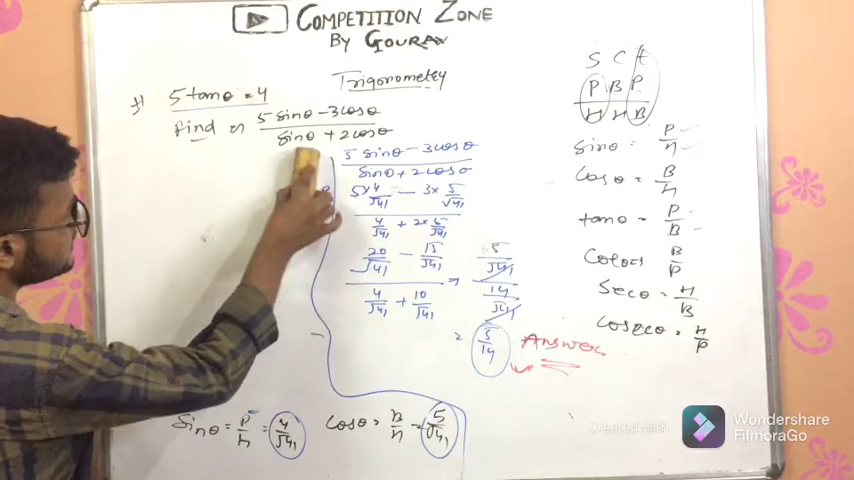 COMPETITION ZONE
BY GOURAV
Trigonometry
5 tanθ = 4
find
5 sinθ - 3cosθ
sinθ + 2cosθ
5 sinθ - 3cosθ
sinθ + 2cosθ
5×4/√41 - 3×5/√41
4/√41 + 2×5/√41
20/√41 - 15/√41
4/√41 + 10/√41
= 5/√41
14/√41
= 5/14 Answer
sinθ = P/H = 4/√41
cosθ = B/H = 5/√41
S C t
P B P
H H B
sinθ = P/H
Cosθ = B/H
tanθ = P/B
Cotθ = B/P
Secθ = H/B
Cosecθ = H/P
Created with
Wondershare
FilmoraGo